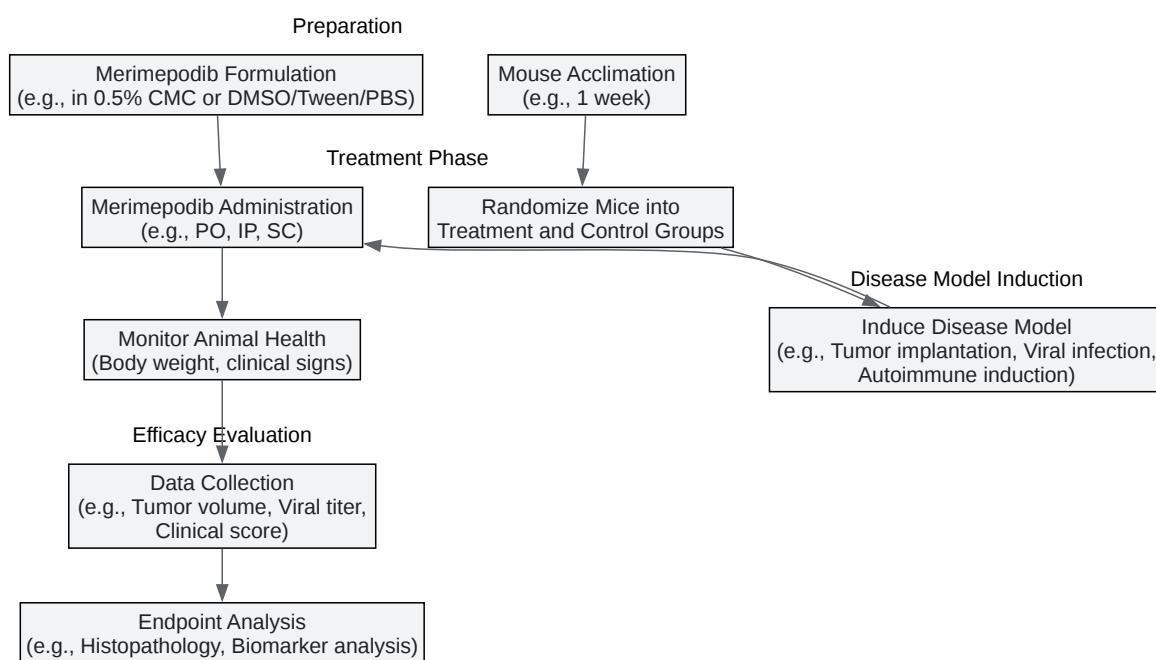 Preparation
Merimepodib Formulation
(e.g., in 0.5% CMC or DMSO/Tween/PBS)
Mouse Acclimation
(e.g., 1 week)
Treatment Phase
Merimepodib Administration
(e.g., PO, IP, SC)
Randomize Mice into
Treatment and Control Groups
Disease Model Induction
Induce Disease Model
(e.g., Tumor implantation, Viral infection,
Autoimmune induction)
Monitor Animal Health
(Body weight, clinical signs)
Efficacy Evaluation
Data Collection
(e.g., Tumor volume, Viral titer,
Clinical score)
Endpoint Analysis
(e.g., Histopathology, Biomarker analysis)